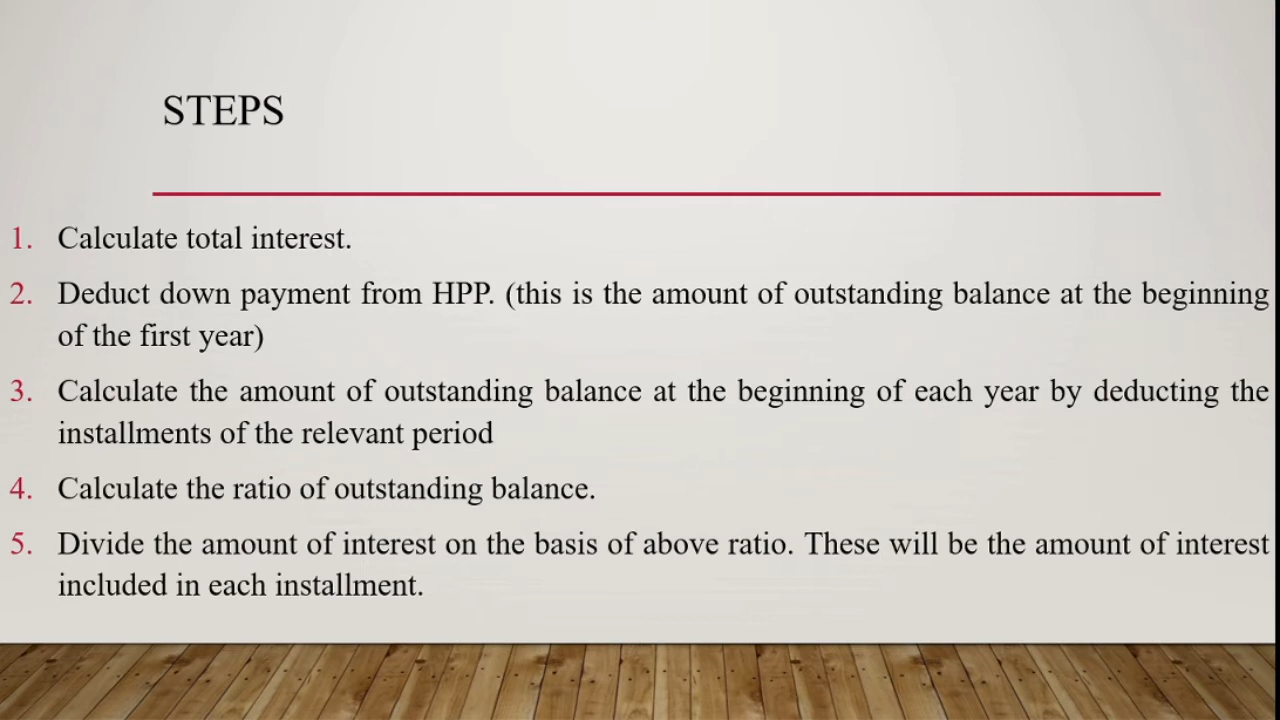 STEPS
1. Calculate total interest.
2. Deduct down payment from HPP. (this is the amount of outstanding balance at the beginning
of the first year)
3. Calculate the amount of outstanding balance at the beginning of each year by deducting the
installments of the relevant period
4. Calculate the ratio of outstanding balance.
5. Divide the amount of interest on the basis of above ratio. These will be the amount of interest
included in each installment.